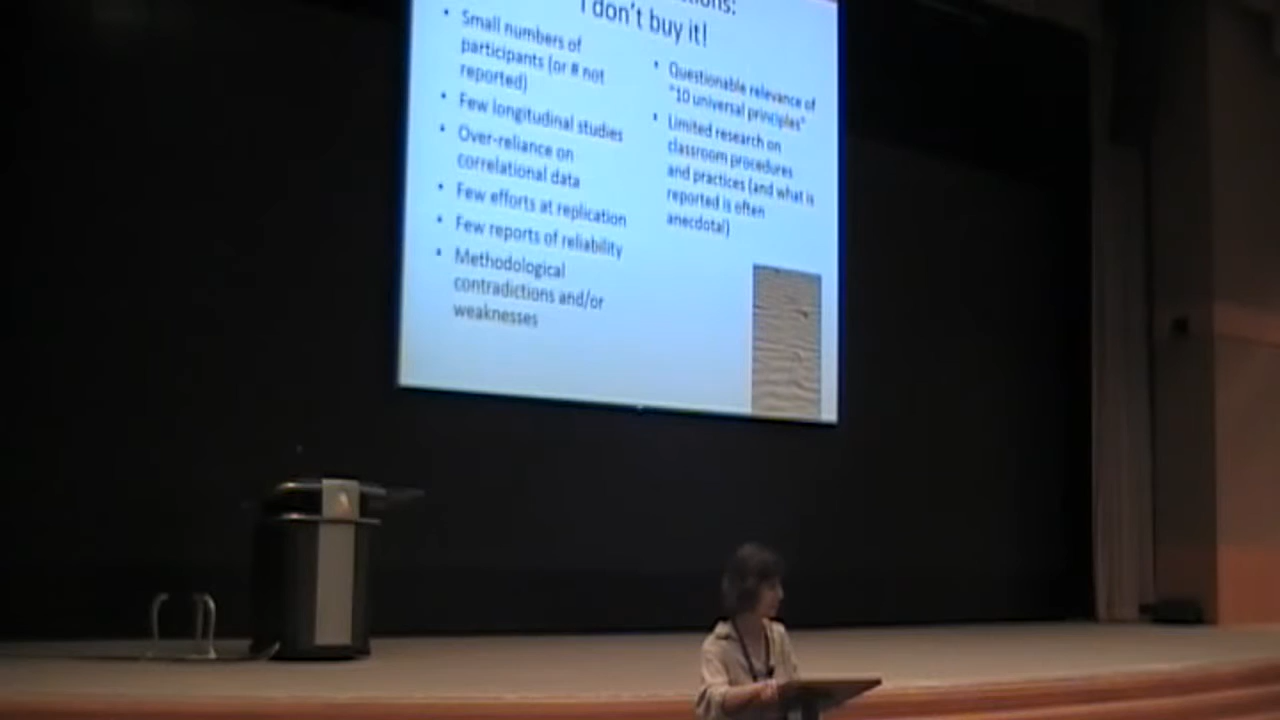 I don't buy it!
• Small numbers of
participants (or # not
reported)
• Few longitudinal studies
• Over-reliance on
correlational data
• Few efforts at replication
• Few reports of reliability
• Methodological
contradictions and/or
weaknesses
• Questionable relevance of
"10 universal principles"
• Limited research on
classroom procedures
and practices (and what is
reported is often
anecdotal)